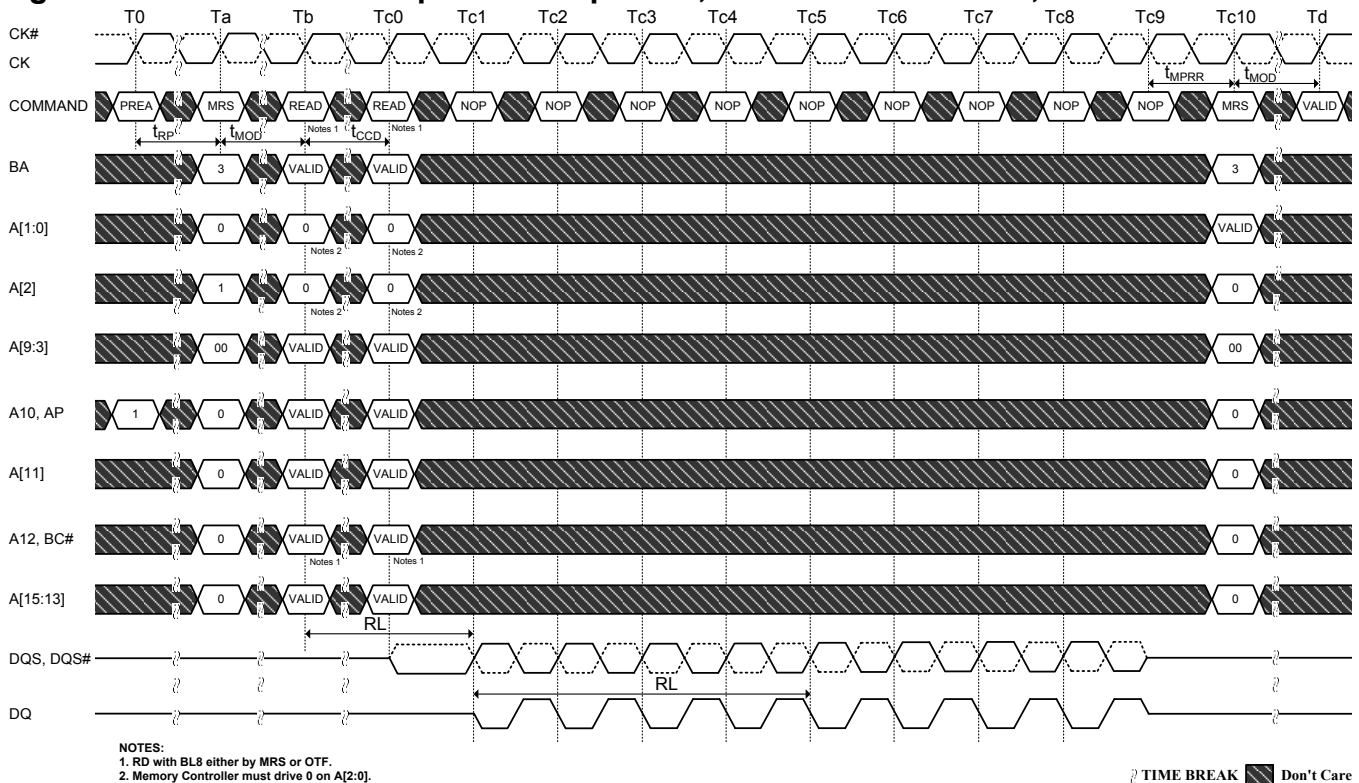 T0 Ta Tb Tc0 Tc1 Tc2 Tc3 Tc4 Tc5 Tc6 Tc7 Tc8 Tc9 Tc10 Td
CK#
CK
tMPRR tMOD
COMMAND PREA MRS READ READ NOP NOP NOP NOP NOP NOP NOP NOP NOP MRS VALID
Notes 1 Notes 1
tRP tMOD tCCD
BA 3 VALID VALID 3
A[1:0] 0 0 0 VALID
Notes 2 Notes 2
A[2] 1 0 0 0
Notes 2 Notes 2
A[9:3] 00 VALID VALID 00
A10, AP 1 0 VALID VALID 0
A[11] 0 VALID VALID 0
A12, BC# 0 VALID VALID 0
Notes 1 Notes 1
A[15:13] 0 VALID VALID 0
RL
DQS, DQS#
RL
DQ
NOTES:
1. RD with BL8 either by MRS or OTF.
2. Memory Controller must drive 0 on A[2:0].
TIME BREAK Don't Care